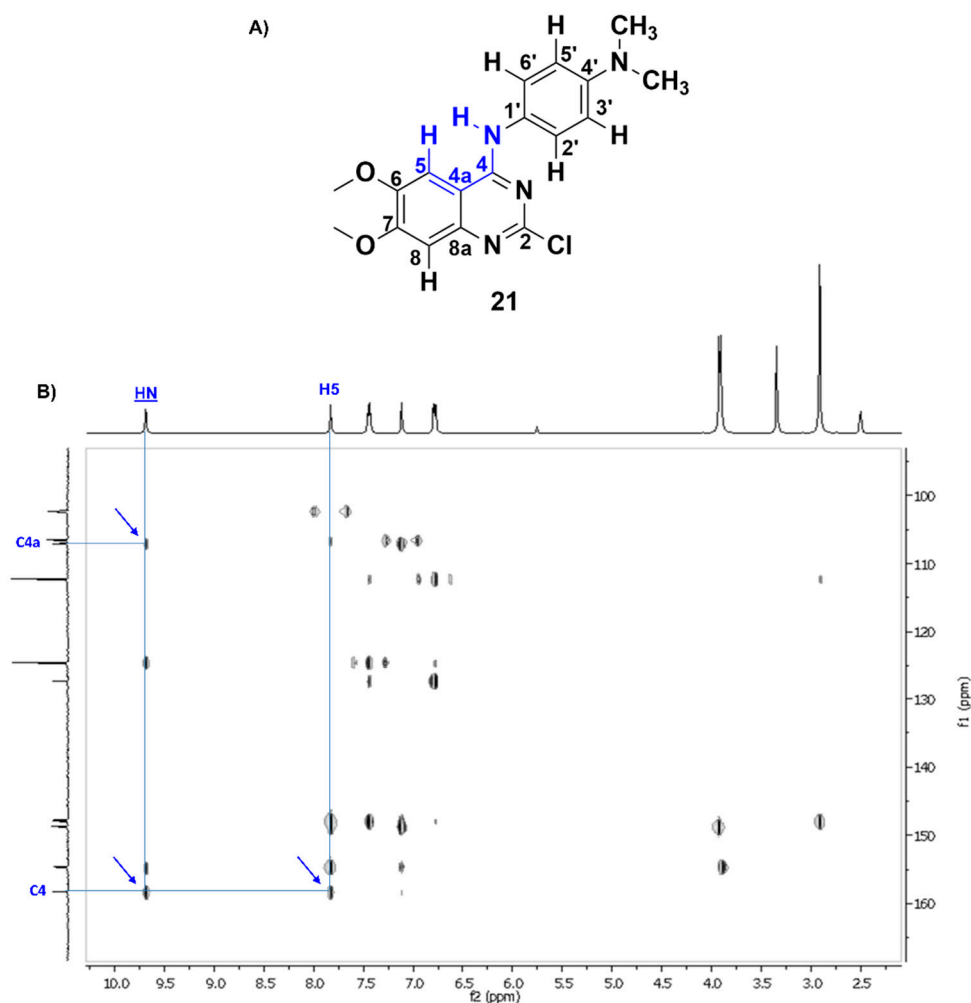 A)
H
H
CH3
5'
N
6'
4'
CH3
1'
3'
H
N
H
H
2'
H
4
5
4a
N
O
6
O
7
8a
N
2
Cl
8
H
21
B)
HN
H5
C4a
C4
100
110
120
130
140
150
160
f1 (ppm)
10.0 9.5 9.0 8.5 8.0 7.5 7.0 6.5 6.0 5.5 5.0 4.5 4.0 3.5 3.0 2.5
f2 (ppm)